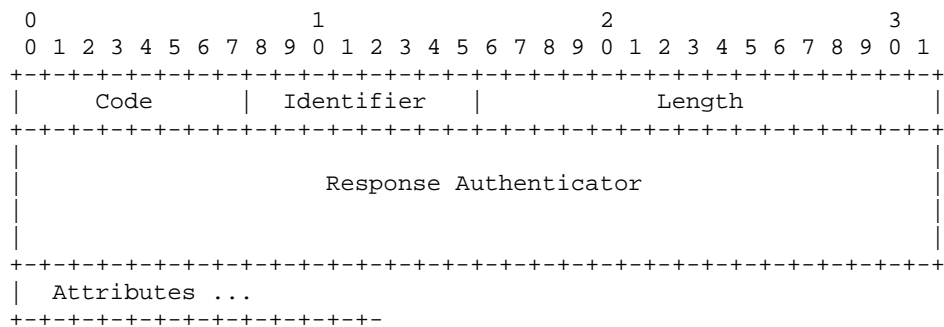 0                   1                   2                   3
 0 1 2 3 4 5 6 7 8 9 0 1 2 3 4 5 6 7 8 9 0 1 2 3 4 5 6 7 8 9 0 1
+-+-+-+-+-+-+-+-+-+-+-+-+-+-+-+-+-+-+-+-+-+-+-+-+-+-+-+-+-+-+-+-+
|     Code      |  Identifier   |            Length             |
+-+-+-+-+-+-+-+-+-+-+-+-+-+-+-+-+-+-+-+-+-+-+-+-+-+-+-+-+-+-+-+-+
|                                                               |
|                     Response Authenticator                    |
|                                                               |
|                                                               |
+-+-+-+-+-+-+-+-+-+-+-+-+-+-+-+-+-+-+-+-+-+-+-+-+-+-+-+-+-+-+-+-+
|  Attributes ...
+-+-+-+-+-+-+-+-+-+-+-+-+-